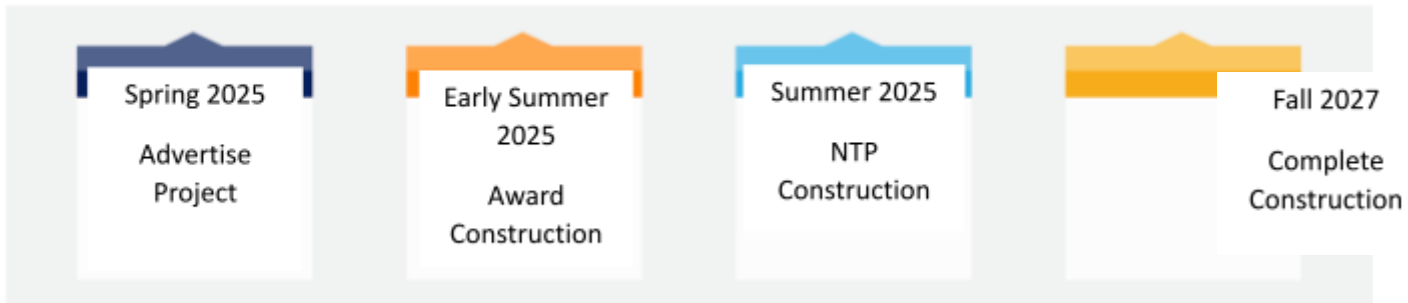 Spring 2025
Advertise
Project
Early Summer
2025
Award
Construction
Summer 2025
NTP
Construction
Fall 2027
Complete
Construction